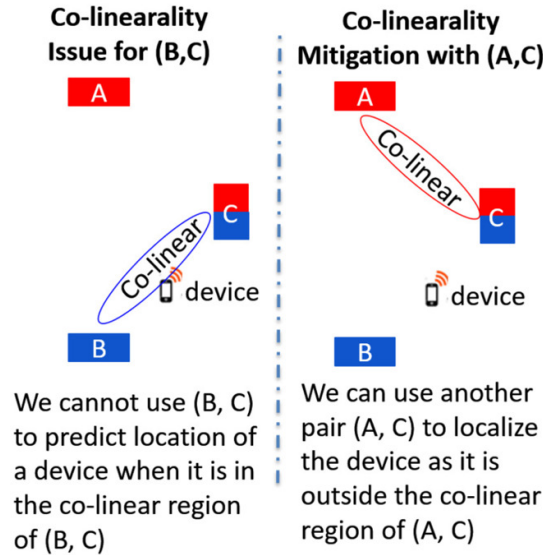 Co-linearality
Issue for (B,C)
A
Co-linear
C
device
B
We cannot use (B, C)
to predict location of
a device when it is in
the co-linear region
of (B, C)
Co-linearality
Mitigation with (A,C)
A
Co-linear
C
device
B
We can use another
pair (A, C) to localize
the device as it is
outside the co-linear
region of (A, C)